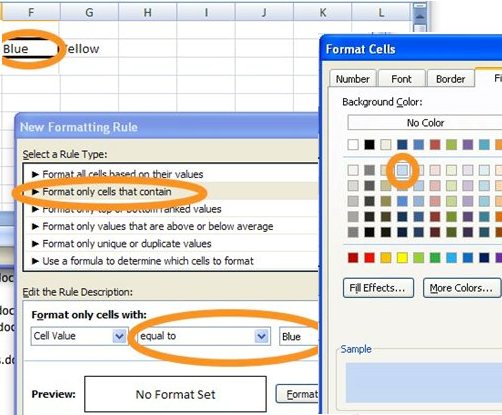 F G H I J K L
Blue Yellow
Format Cells
Number Font Border
Background Color:
No Color
New Formatting Rule
Select a Rule Type:
► Format all cells based on their values
► Format only cells that contain
► Format only top or bottom ranked values
► Format only values that are above or below average
► Format only unique or duplicate values
► Use a formula to determine which cells to format
Edit the Rule Description:
Format only cells with:
Cell Value equal to Blue
Fill Effects... More Colors...
Sample
Preview: No Format Set Format